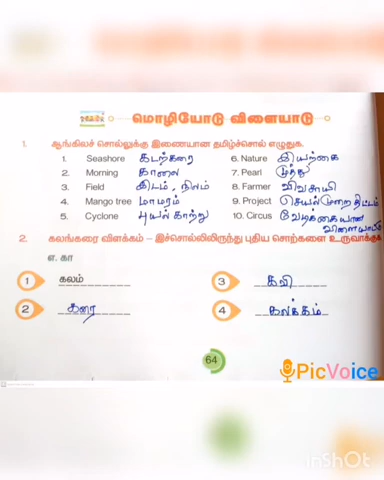 மொழியோடு விளையாடு
1. ஆங்கிலச் சொல்லுக்கு இணையான தமிழ்ச்சொல் எழுதுக.
1. Seashore கடற்கரை
2. Morning காலை
3. Field இடம், நிலம்
4. Mango tree மாமரம்
5. Cyclone புயல் காற்று
6. Nature இயற்கை
7. Pearl முத்து
8. Farmer விவசாயி
9. Project செயல்முறை திட்டம்
10. Circus வேடிக்கையான
விளையாட்டு
2. கலங்கரை விளக்கம் – இச்சொல்லிலிருந்து புதிய சொற்களை உருவாக்குக
எ. கா
1 கலம்
2 கரை
3 கவி
4 கலக்கம்
64
PicVoice
InShOt